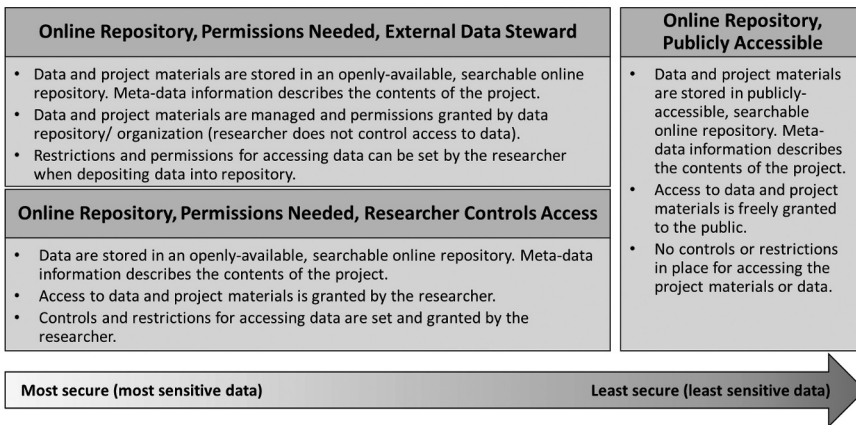 Online Repository, Permissions Needed, External Data Steward
• Data and project materials are stored in an openly-available, searchable online
repository. Meta-data information describes the contents of the project.
• Data and project materials are managed and permissions granted by data
repository/ organization (researcher does not control access to data).
• Restrictions and permissions for accessing data can be set by the researcher
when depositing data into repository.
Online Repository, Permissions Needed, Researcher Controls Access
• Data are stored in an openly-available, searchable online repository. Meta-data
information describes the contents of the project.
• Access to data and project materials is granted by the researcher.
• Controls and restrictions for accessing data are set and granted by the
researcher.
Online Repository,
Publicly Accessible
• Data and project materials
are stored in publicly-
accessible, searchable
online repository. Meta-
data information describes
the contents of the project.
• Access to data and project
materials is freely granted
to the public.
• No controls or restrictions
in place for accessing the
project materials or data.
Most secure (most sensitive data)
Least secure (least sensitive data)